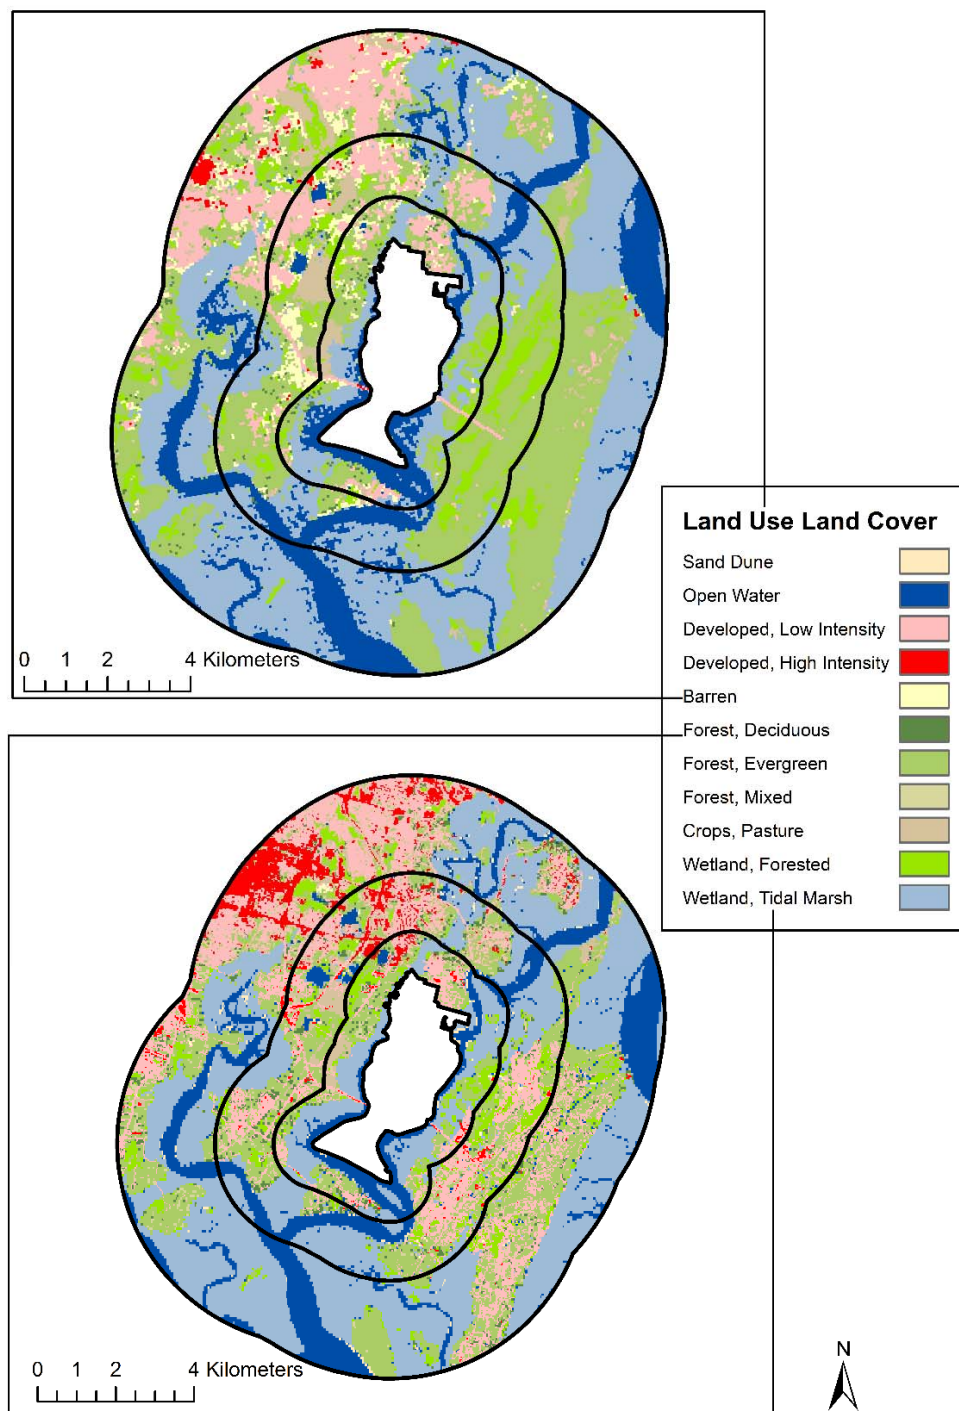 Land Use Land Cover
Sand Dune
Open Water
Developed, Low Intensity
Developed, High Intensity
Barren
Forest, Deciduous
Forest, Evergreen
Forest, Mixed
Crops, Pasture
Wetland, Forested
Wetland, Tidal Marsh
0 1 2 4 Kilometers
0 1 2 4 Kilometers
N